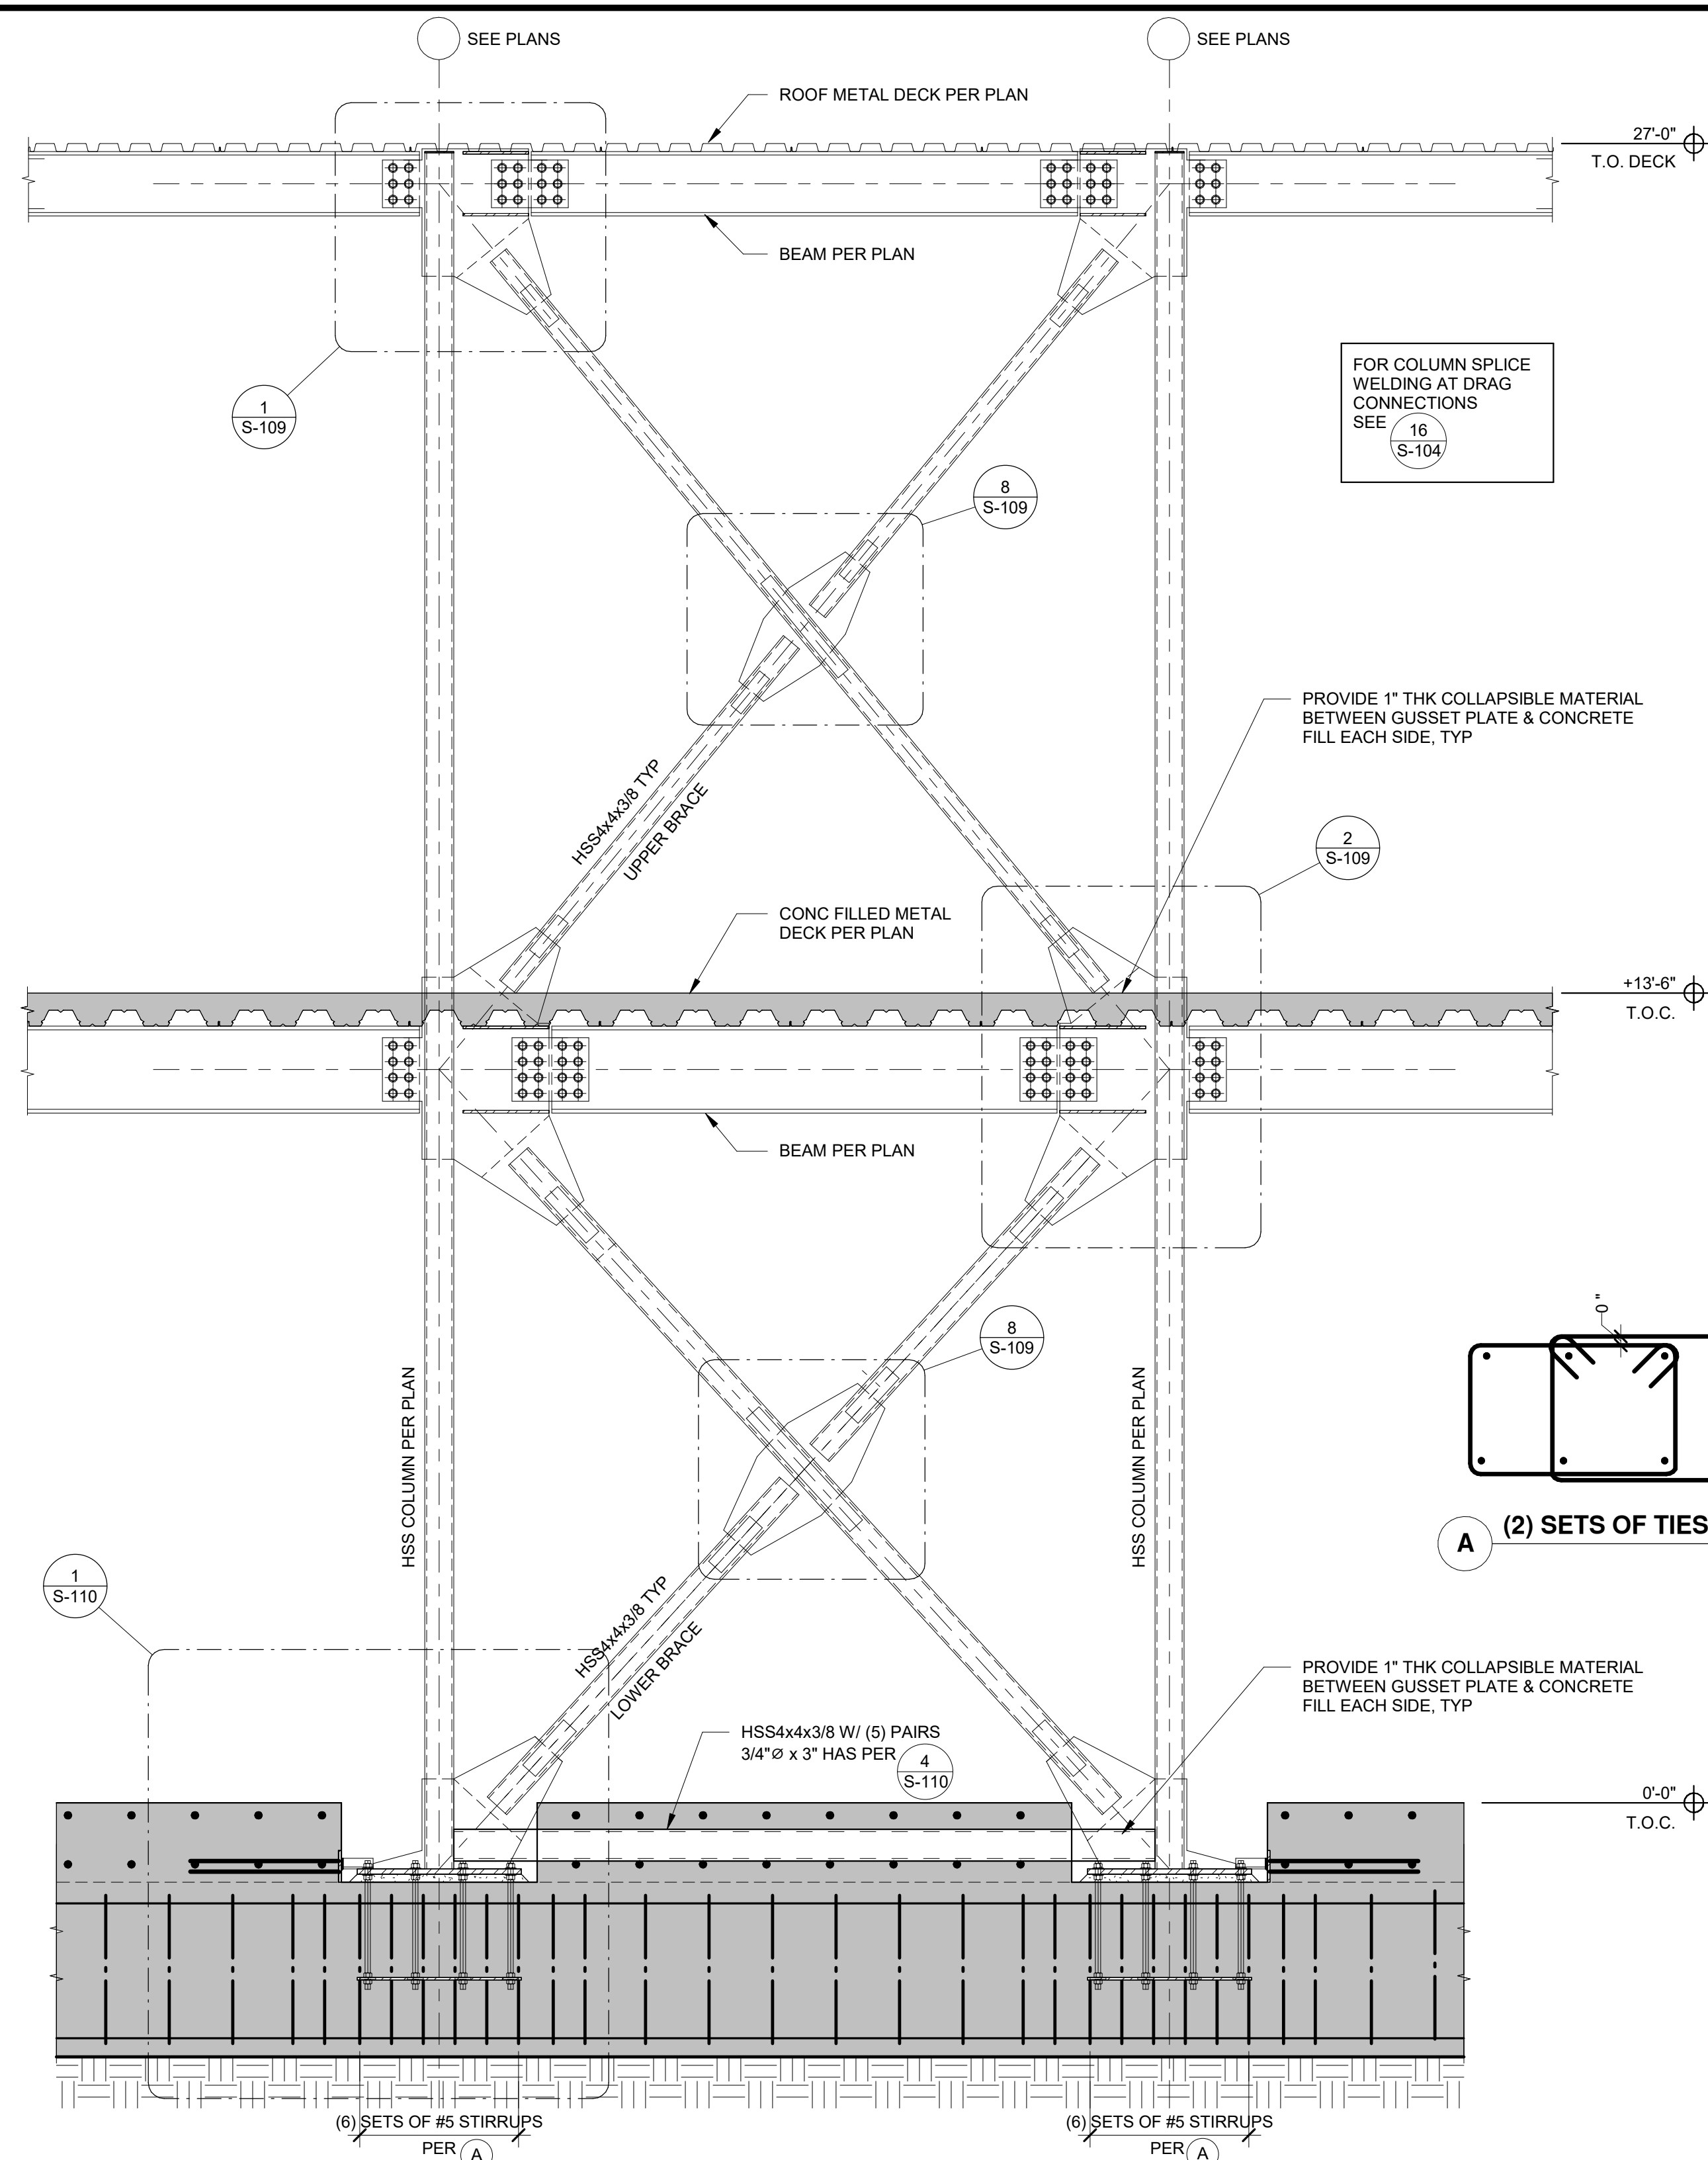 SEE PLANS
SEE PLANS
ROOF METAL DECK PER PLAN
27'-0"
T.O. DECK
BEAM PER PLAN
1
S-109
FOR COLUMN SPLICE
WELDING AT DRAG
CONNECTIONS
SEE
16
S-104
8
S-109
PROVIDE 1" THK COLLAPSIBLE MATERIAL
BETWEEN GUSSET PLATE & CONCRETE
FILL EACH SIDE, TYP
HSS4x4x3/8 TYP
UPPER BRACE
2
S-109
CONC FILLED METAL
DECK PER PLAN
+13'-6"
T.O.C.
BEAM PER PLAN
8
S-109
0"
HSS COLUMN PER PLAN
HSS COLUMN PER PLAN
A
(2) SETS OF TIES
1
S-110
HSS4x4x3/8 TYP
LOWER BRACE
PROVIDE 1" THK COLLAPSIBLE MATERIAL
BETWEEN GUSSET PLATE & CONCRETE
FILL EACH SIDE, TYP
HSS4x4x3/8 W/ (5) PAIRS
3/4"Ø x 3" HAS PER
4
S-110
0'-0"
T.O.C.
(6) SETS OF #5 STIRRUPS
PER A
(6) SETS OF #5 STIRRUPS
PER A